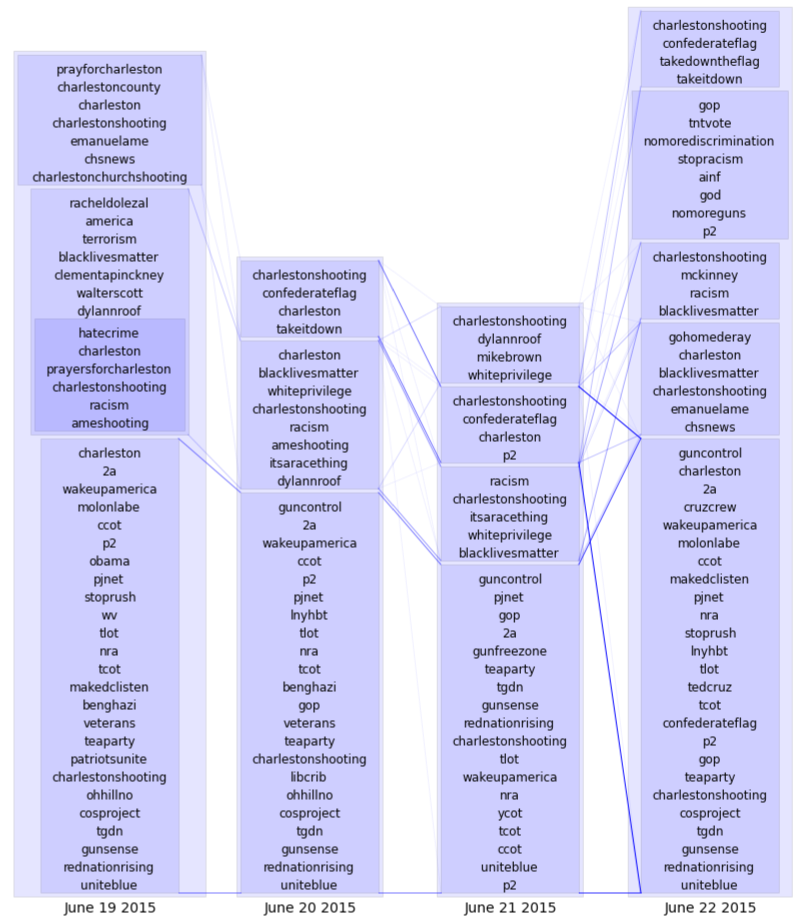 prayforcharleston
charlestoncounty
charleston
charlestonshooting
emanuelame
chsnews
charlestonchurchshooting
racheldolezal
america
terrorism
blacklivesmatter
clementapinckney
walterscott
dylannroof
hatecrime
charleston
prayersforcharleston
charlestonshooting
racism
ameshooting
charleston
2a
wakeupamerica
molonlabe
ccot
p2
obama
pjnet
stoprush
wv
tlot
nra
tcot
makedclisten
benghazi
veterans
teaparty
patriotsunite
charlestonshooting
ohhillno
cosproject
tgdn
gunsense
rednationrising
uniteblue
June 19 2015
charlestonshooting
confederateflag
charleston
takeitdown
charleston
blacklivesmatter
whiteprivilege
charlestonshooting
racism
ameshooting
itsaracething
dylannroof
guncontrol
2a
wakeupamerica
ccot
p2
pjnet
lnyhbt
tlot
nra
tcot
benghazi
gop
veterans
teaparty
charlestonshooting
libcrib
ohhillno
cosproject
tgdn
gunsense
rednationrising
uniteblue
June 20 2015
charlestonshooting
dylannroof
mikebrown
whiteprivilege
charlestonshooting
confederateflag
charleston
p2
racism
charlestonshooting
itsaracething
whiteprivilege
blacklivesmatter
guncontrol
pjnet
gop
2a
gunfreezone
teaparty
tgdn
gunsense
rednationrising
charlestonshooting
tlot
wakeupamerica
nra
ycot
tcot
ccot
uniteblue
p2
June 21 2015
charlestonshooting
confederateflag
takedowntheflag
takeitdown
gop
tntvote
nomorediscrimination
stopracism
ainf
god
nomoreguns
p2
charlestonshooting
mckinney
racism
blacklivesmatter
gohomederay
charleston
blacklivesmatter
charlestonshooting
emanuelame
chsnews
guncontrol
charleston
2a
cruzcrew
wakeupamerica
molonlabe
ccot
makedclisten
pjnet
nra
stoprush
lnyhbt
tlot
tedcruz
tcot
confederateflag
p2
gop
teaparty
charlestonshooting
cosproject
tgdn
gunsense
rednationrising
uniteblue
June 22 2015